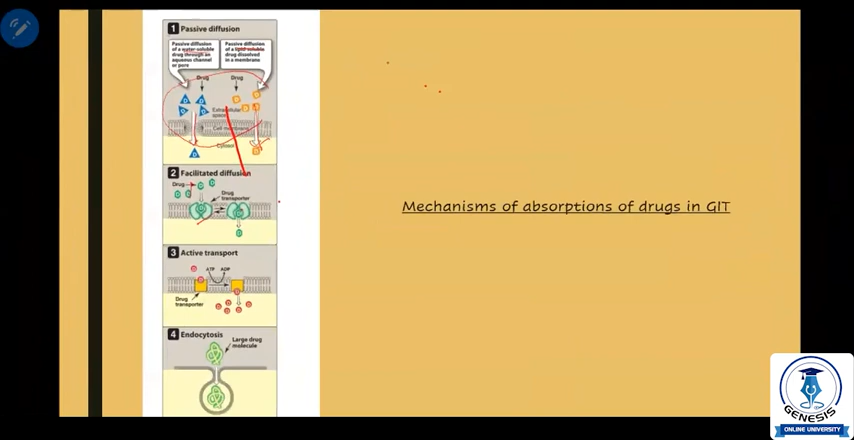 1 Passive diffusion
Passive diffusion
of a water-soluble
drug through an
aqueous channel
or pore
Passive diffusion
of a lipid-soluble
drug dissolved
in a membrane
Drug
Drug
D
D
D
D
D
D
D
D
Extracellular
space
Cell membrane
Cytosol
D
D
2 Facilitated diffusion
Drug
D
D
D
D
Drug
transporter
D
D
3 Active transport
D
ATP
ADP
D
D
Drug
transporter
D
D
D
D
D
4 Endocytosis
Large drug
molecule
Mechanisms of absorptions of drugs in GIT
GENESIS
ONLINE UNIVERSITY